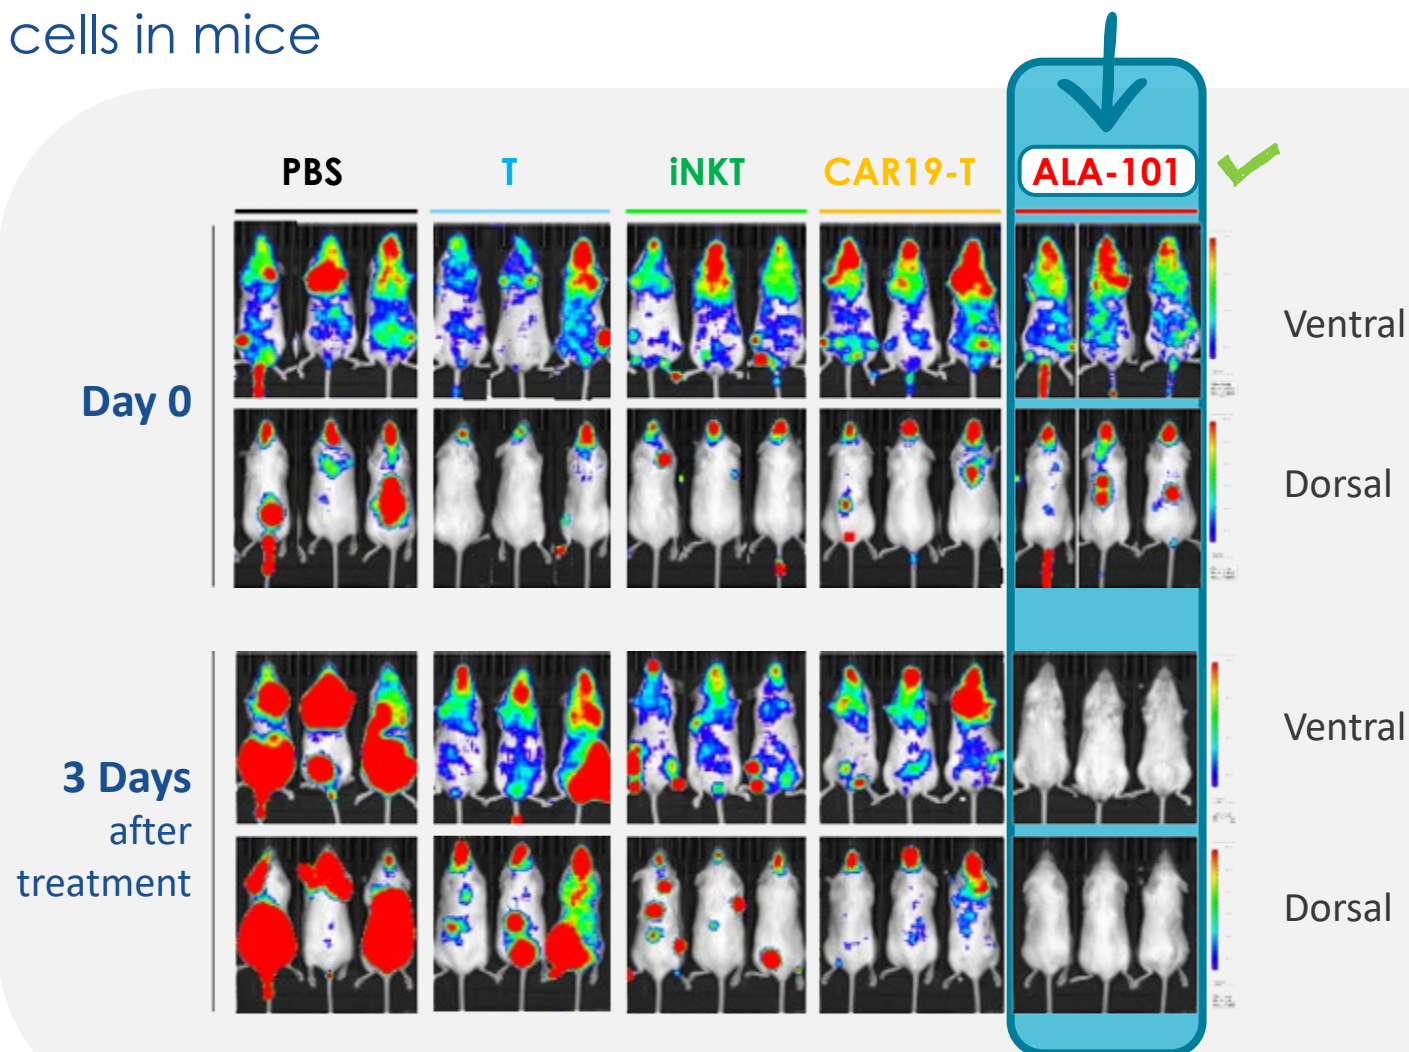 cells in mice
PBS
T
iNKT
CAR19-T
ALA-101
Day 0
Ventral
Dorsal
3 Days
after
treatment
Ventral
Dorsal